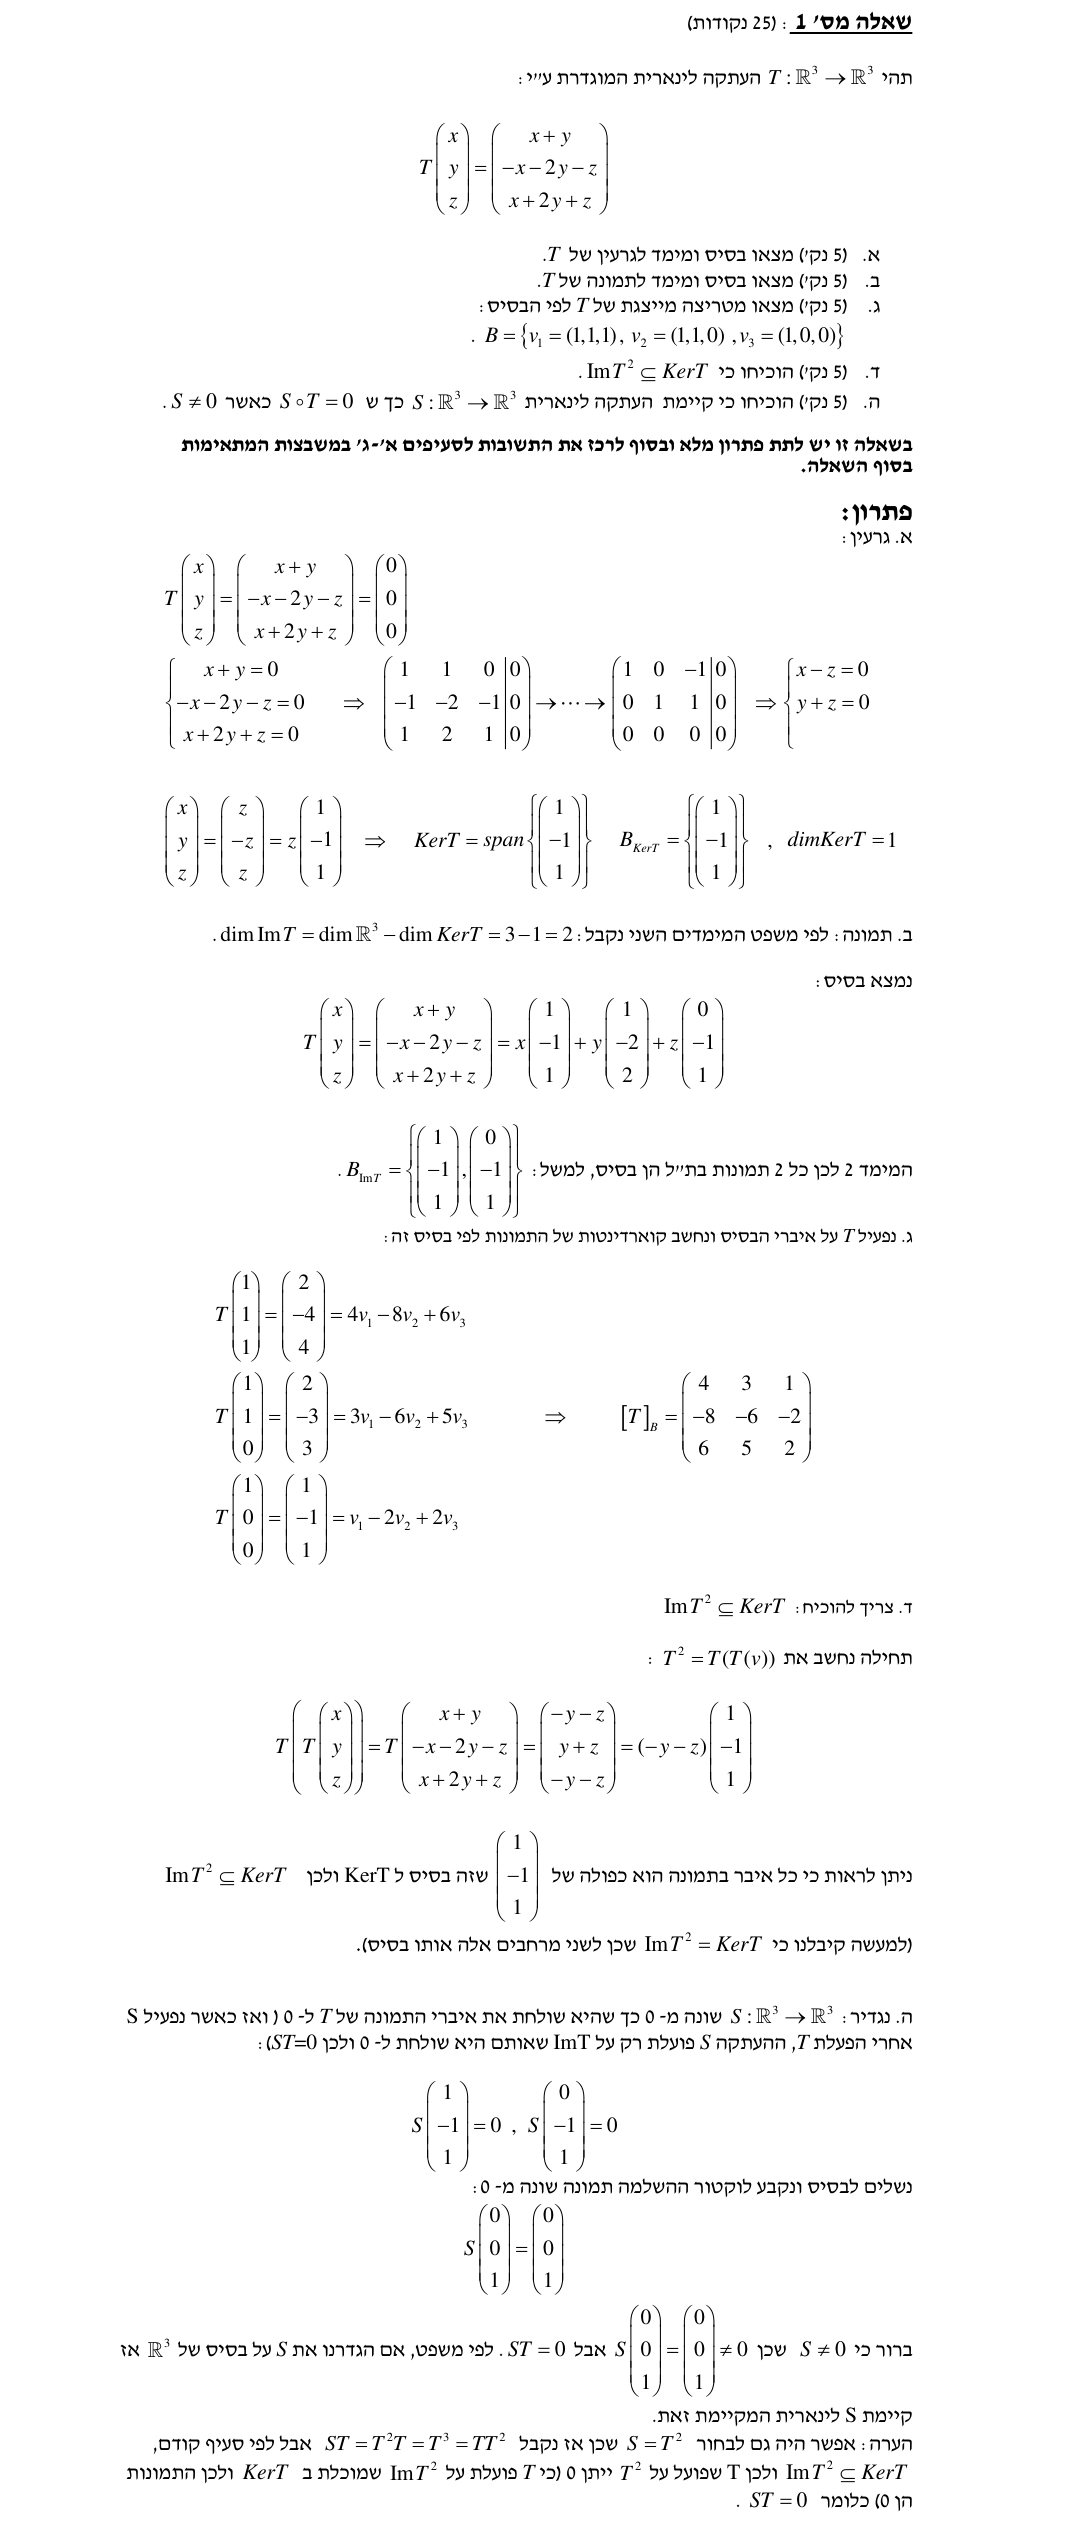 שאלה מס' 1 : (25 נקודות)
תהי T : ℝ³ → ℝ³ העתקה לינארית המוגדרת ע"י :
T(x, y, z) = (x + y, −x − 2y − z, x + 2y + z)
א. (5 נק') מצאו בסיס ומימד לגרעין של T.
ב. (5 נק') מצאו בסיס ומימד לתמונה של T.
ג. (5 נק') מצאו מטריצה מייצגת של T לפי הבסיס :
. B = {v₁ = (1,1,1), v₂ = (1,1,0) , v₃ = (1,0,0)}
ד. (5 נק') הוכיחו כי ImT² ⊆ KerT .
ה. (5 נק') הוכיחו כי קיימת העתקה לינארית S : ℝ³ → ℝ³ כך ש S∘T = 0 כאשר S ≠ 0 .
בשאלה זו יש לתת פתרון מלא ובסוף לרכז את התשובות לסעיפים א'-ג' במשבצות המתאימות
בסוף השאלה.
פתרון:
א. גרעין :
T(x, y, z) = (x + y, −x − 2y − z, x + 2y + z) = (0, 0, 0)
{x + y = 0, −x − 2y − z = 0, x + 2y + z = 0 ⇒ (1 1 0 | 0, −1 −2 −1 | 0, 1 2 1 | 0) → ⋯ → (1 0 −1 | 0, 0 1 1 | 0, 0 0 0 | 0) ⇒ {x − z = 0, y + z = 0
(x, y, z) = (z, −z, z) = z(1, −1, 1) ⇒ KerT = span{(1, −1, 1)} B_KerT = {(1, −1, 1)} , dimKerT = 1
ב. תמונה : לפי משפט המימדים השני נקבל : dim ImT = dim ℝ³ − dim KerT = 3 − 1 = 2 .
נמצא בסיס :
T(x, y, z) = (x + y, −x − 2y − z, x + 2y + z) = x(1, −1, 1) + y(1, −2, 2) + z(0, −1, 1)
המימד 2 לכן כל 2 תמונות בת"ל הן בסיס, למשל : B_ImT = {(1, −1, 1), (0, −1, 1)} .
ג. נפעיל T על איברי הבסיס ונחשב קוארדינטות של התמונות לפי בסיס זה :
T(1, 1, 1) = (2, −4, 4) = 4v₁ − 8v₂ + 6v₃
T(1, 1, 0) = (2, −3, 3) = 3v₁ − 6v₂ + 5v₃ ⇒ [T]_B = (4 3 1, −8 −6 −2, 6 5 2)
T(1, 0, 0) = (1, −1, 1) = v₁ − 2v₂ + 2v₃
ד. צריך להוכיח : ImT² ⊆ KerT
תחילה נחשב את T² = T(T(v)) :
T(T(x, y, z)) = T(x + y, −x − 2y − z, x + 2y + z) = (−y − z, y + z, −y − z) = (−y − z)(1, −1, 1)
ניתן לראות כי כל איבר בתמונה הוא כפולה של (1, −1, 1) שזה בסיס ל KerT ולכן ImT² ⊆ KerT
(למעשה קיבלנו כי ImT² = KerT שכן לשני מרחבים אלה אותו בסיס).
ה. נגדיר : S : ℝ³ → ℝ³ שונה מ- 0 כך שהיא שולחת את איברי התמונה של T ל- 0 ( ואז כאשר נפעיל S
אחרי הפעלת T, ההעתקה S פועלת רק על ImT שאותם היא שולחת ל- 0 ולכן ST=0) :
S(1, −1, 1) = 0 , S(0, −1, 1) = 0
נשלים לבסיס ונקבע לוקטור ההשלמה תמונה שונה מ- 0 :
S(0, 0, 1) = (0, 0, 1)
ברור כי S ≠ 0 שכן S(0, 0, 1) = (0, 0, 1) ≠ 0 אבל ST = 0 . לפי משפט, אם הגדרנו את S על בסיס של ℝ³ אז
קיימת S לינארית המקיימת זאת.
הערה : אפשר היה גם לבחור S = T² שכן אז נקבל ST = T²T = T³ = TT² אבל לפי סעיף קודם,
ImT² ⊆ KerT ולכן T שפועל על T² ייתן 0 (כי T פועלת על ImT² שמוכלת ב KerT ולכן התמונות
הן 0) כלומר ST = 0 .